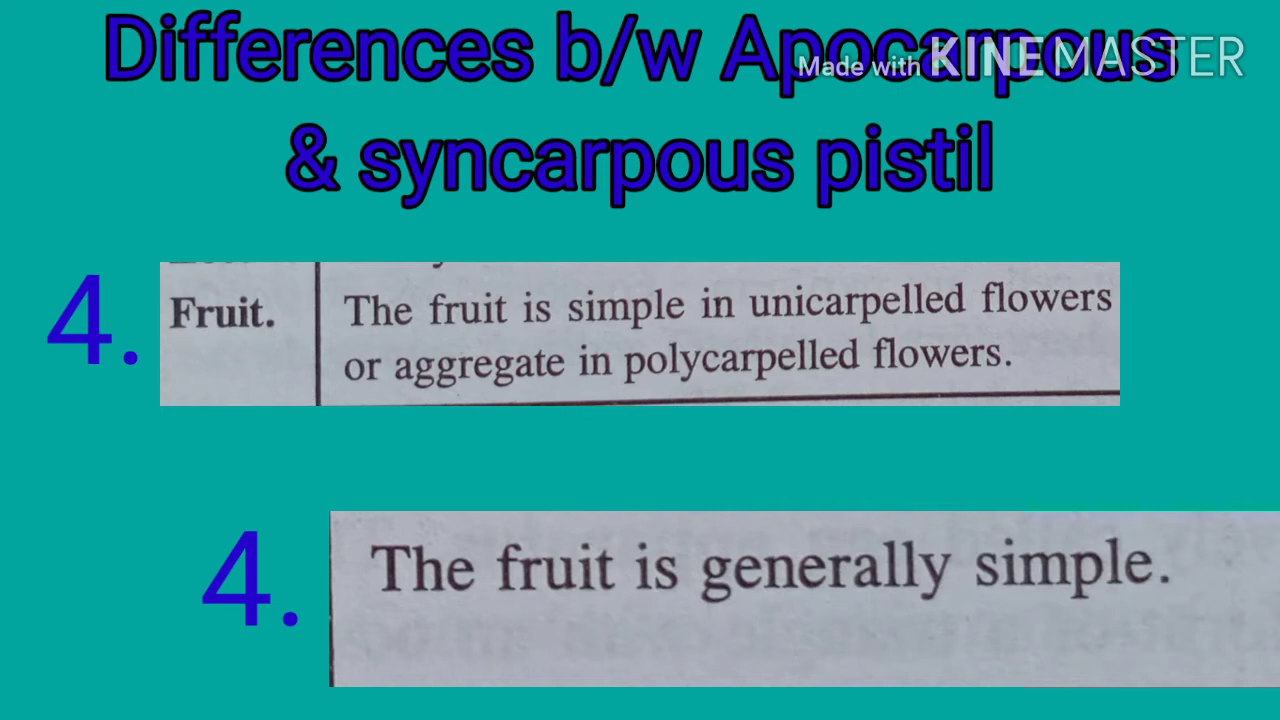 Differences b/w Apocarpous
Made with KINEMASTER
& syncarpous pistil
4.
Fruit.
The fruit is simple in unicarpelled flowers
or aggregate in polycarpelled flowers.
4.
The fruit is generally simple.